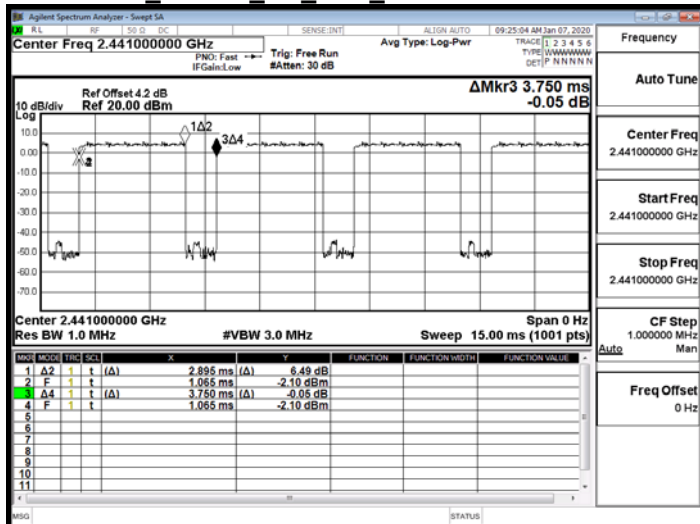 Agilent Spectrum Analyzer - Swept SA
RL RF 50 Ω DC SENSE:INT ALIGN AUTO 09:25:04 AM Jan 07, 2020
Center Freq 2.441000000 GHz
PNO: Fast
IFGain:Low
Trig: Free Run
#Atten: 30 dB
Avg Type: Log-Pwr
TRACE 1 2 3 4 5 6
TYPE WWWWWW
DET P N N N N N
ΔMkr3 3.750 ms
-0.05 dB
Ref Offset 4.2 dB
Ref 20.00 dBm
10 dB/div
Log
10.0
0.00
-10.0
-20.0
-30.0
-40.0
-50.0
-60.0
-70.0
1Δ2
3Δ4
Center 2.441000000 GHz
Res BW 1.0 MHz
#VBW 3.0 MHz
Span 0 Hz
Sweep 15.00 ms (1001 pts)
MKR MODE TRC SCL X Y FUNCTION FUNCTION WIDTH FUNCTION VALUE
1 Δ2 1 t (Δ) 2.895 ms (Δ) 6.49 dB
2 F 1 t 1.065 ms -2.10 dBm
3 Δ4 1 t (Δ) 3.750 ms (Δ) -0.05 dB
4 F 1 t 1.065 ms -2.10 dBm
5
6
7
8
9
10
11
MSG
STATUS
Frequency
Auto Tune
Center Freq
2.441000000 GHz
Start Freq
2.441000000 GHz
Stop Freq
2.441000000 GHz
CF Step
1.000000 MHz
Auto Man
Freq Offset
0 Hz